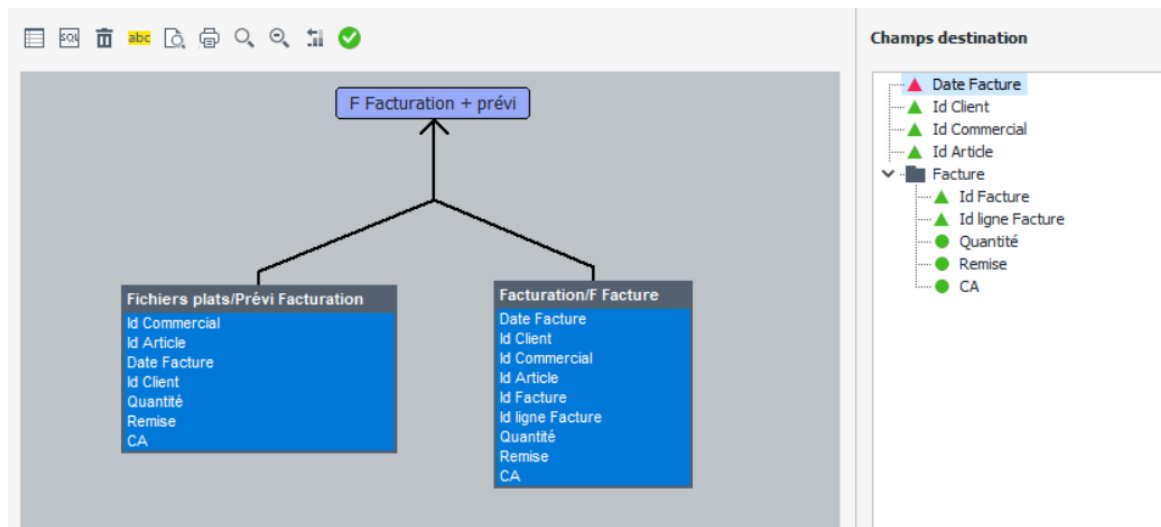 SQL
abc
Champs destination
F Facturation + prévi
Fichiers plats/Prévi Facturation
Id Commercial
Id Article
Date Facture
Id Client
Quantité
Remise
CA
Facturation/F Facture
Date Facture
Id Client
Id Commercial
Id Article
Id Facture
Id ligne Facture
Quantité
Remise
CA
Date Facture
Id Client
Id Commercial
Id Article
Facture
Id Facture
Id ligne Facture
Quantité
Remise
CA